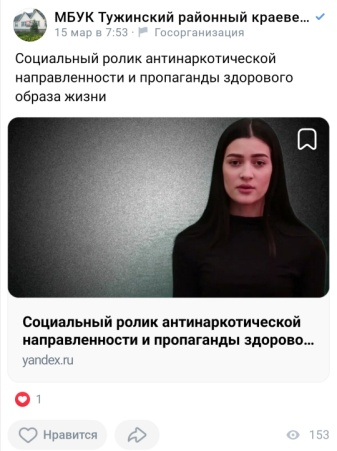 МБУК Тужинский районный краеве...
15 мар в 7:53 · Госорганизация
Социальный ролик антинаркотической
направленности и пропаганды здорового
образа жизни
Социальный ролик антинаркотической
направленности и пропаганды здорово...
yandex.ru
1
Нравится
153